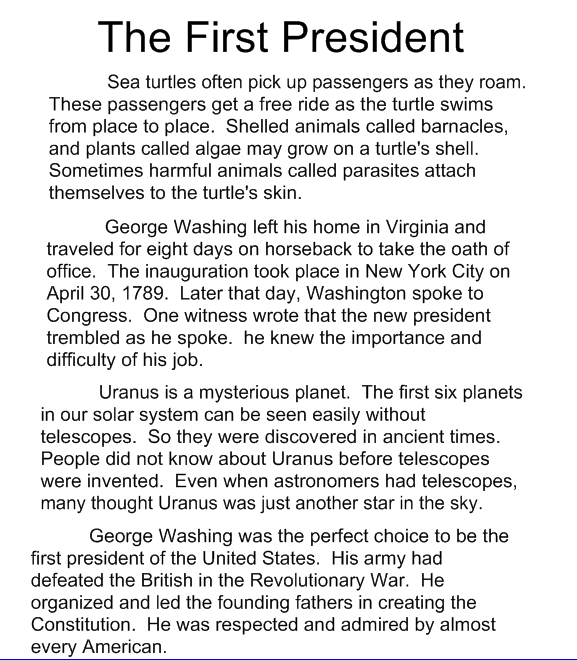 The First President
Sea turtles often pick up passengers as they roam.
These passengers get a free ride as the turtle swims
from place to place.  Shelled animals called barnacles,
and plants called algae may grow on a turtle's shell.
Sometimes harmful animals called parasites attach
themselves to the turtle's skin.
George Washing left his home in Virginia and
traveled for eight days on horseback to take the oath of
office.  The inauguration took place in New York City on
April 30, 1789.  Later that day, Washington spoke to
Congress.  One witness wrote that the new president
trembled as he spoke.  he knew the importance and
difficulty of his job.
Uranus is a mysterious planet.  The first six planets
in our solar system can be seen easily without
telescopes.  So they were discovered in ancient times.
People did not know about Uranus before telescopes
were invented.  Even when astronomers had telescopes,
many thought Uranus was just another star in the sky.
George Washing was the perfect choice to be the
first president of the United States.  His army had
defeated the British in the Revolutionary War.  He
organized and led the founding fathers in creating the
Constitution.  He was respected and admired by almost
every American.